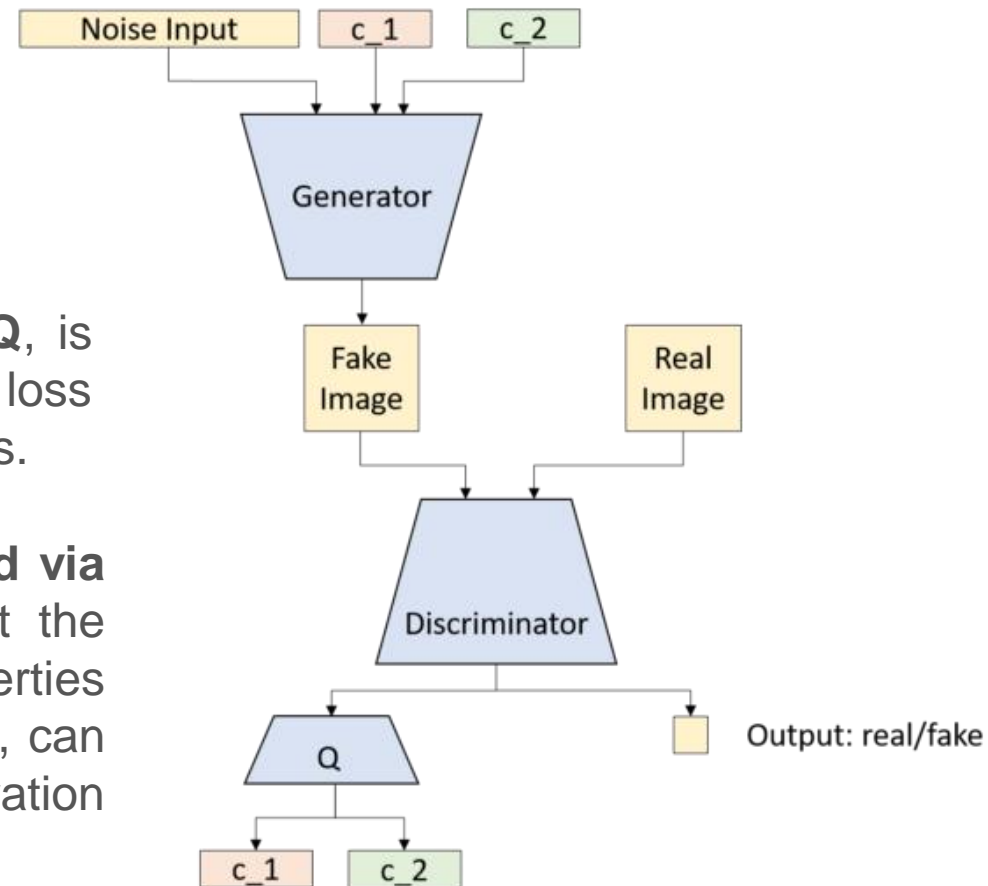 Noise Input
c_1
c_2
Generator
Q, is
loss
s.
Fake
Image
Real
Image
d via
t the
erties
, can
ation
Discriminator
Q
Output: real/fake
c_1
c_2